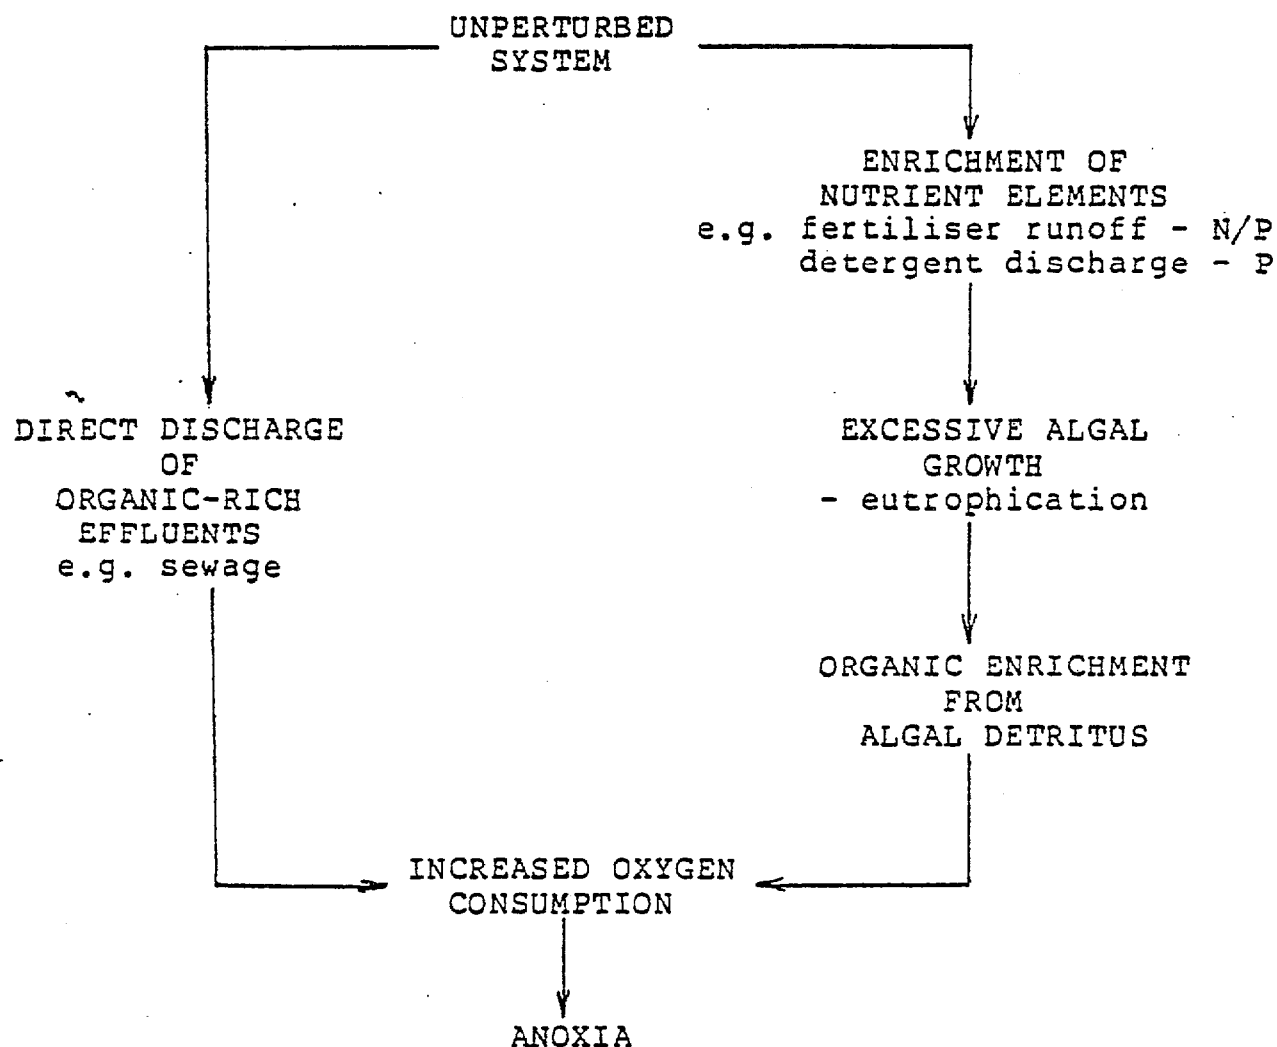 UNPERTURBED
SYSTEM
ENRICHMENT OF
NUTRIENT ELEMENTS
e.g. fertiliser runoff - N/P
detergent discharge - P
DIRECT DISCHARGE
OF
ORGANIC-RICH
EFFLUENTS
e.g. sewage
EXCESSIVE ALGAL
GROWTH
- eutrophication
ORGANIC ENRICHMENT
FROM
ALGAL DETRITUS
INCREASED OXYGEN
CONSUMPTION
ANOXIA